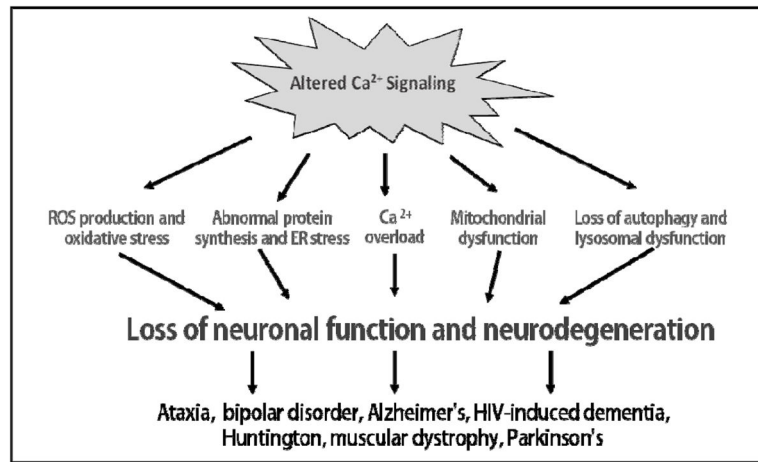 Altered Ca²⁺ Signaling
ROS production and
oxidative stress
Abnormal protein
synthesis and ER stress
Ca²⁺
overload
Mitochondrial
dysfunction
Loss of autophagy and
lysosomal dysfunction
Loss of neuronal function and neurodegeneration
Ataxia, bipolar disorder, Alzheimer's, HIV-induced dementia,
Huntington, muscular dystrophy, Parkinson's